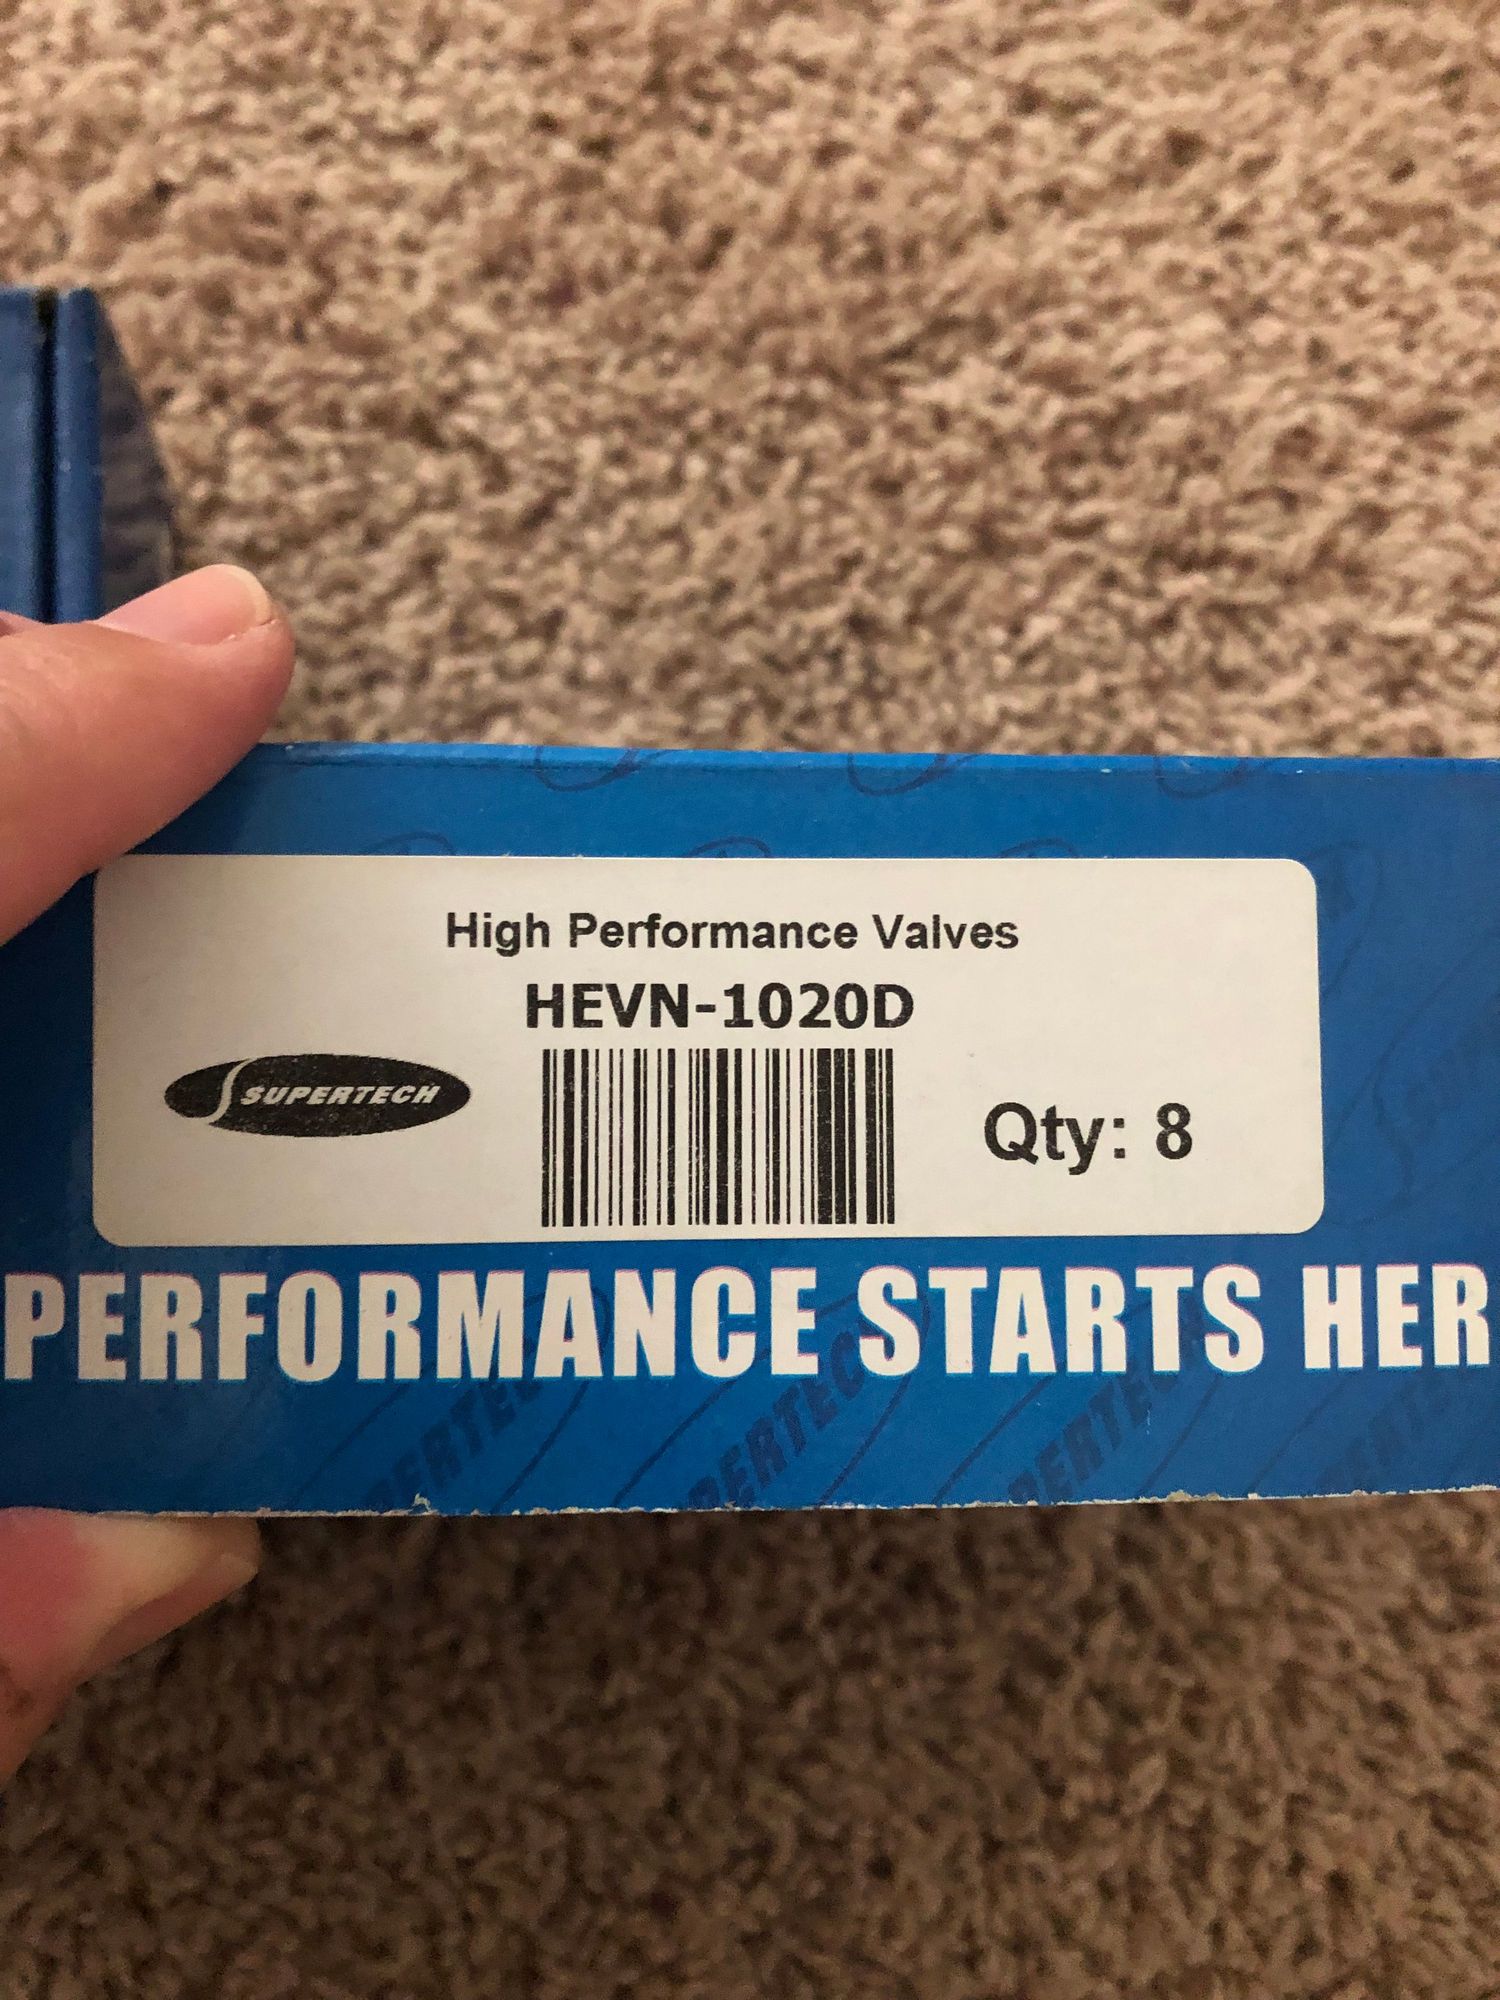 High Performance Valves
HEVN-1020D
SUPERTECH
Qty: 8
PERFORMANCE STARTS HER